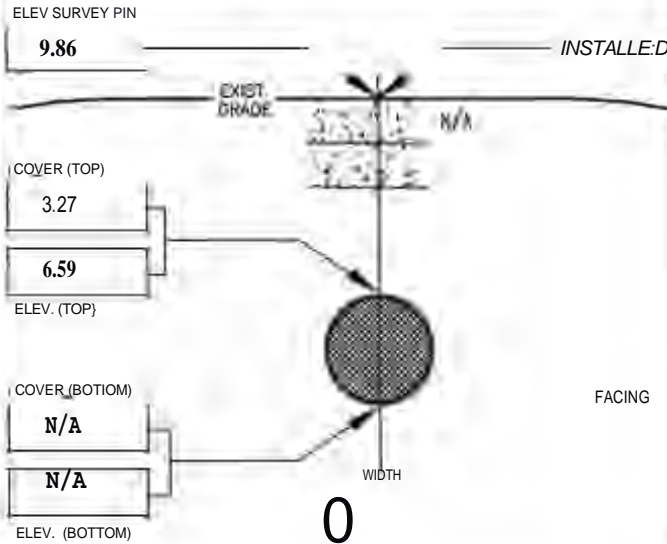 ELEV SURVEY PIN
9.86
INSTALLE:D
EXIST.
GRADE
N/A
COVER (TOP)
3.27
6.59
ELEV. (TOP}
COVER (BOTIOM)
N/A
N/A
ELEV. (BOTTOM)
FACING
WIDTH
0